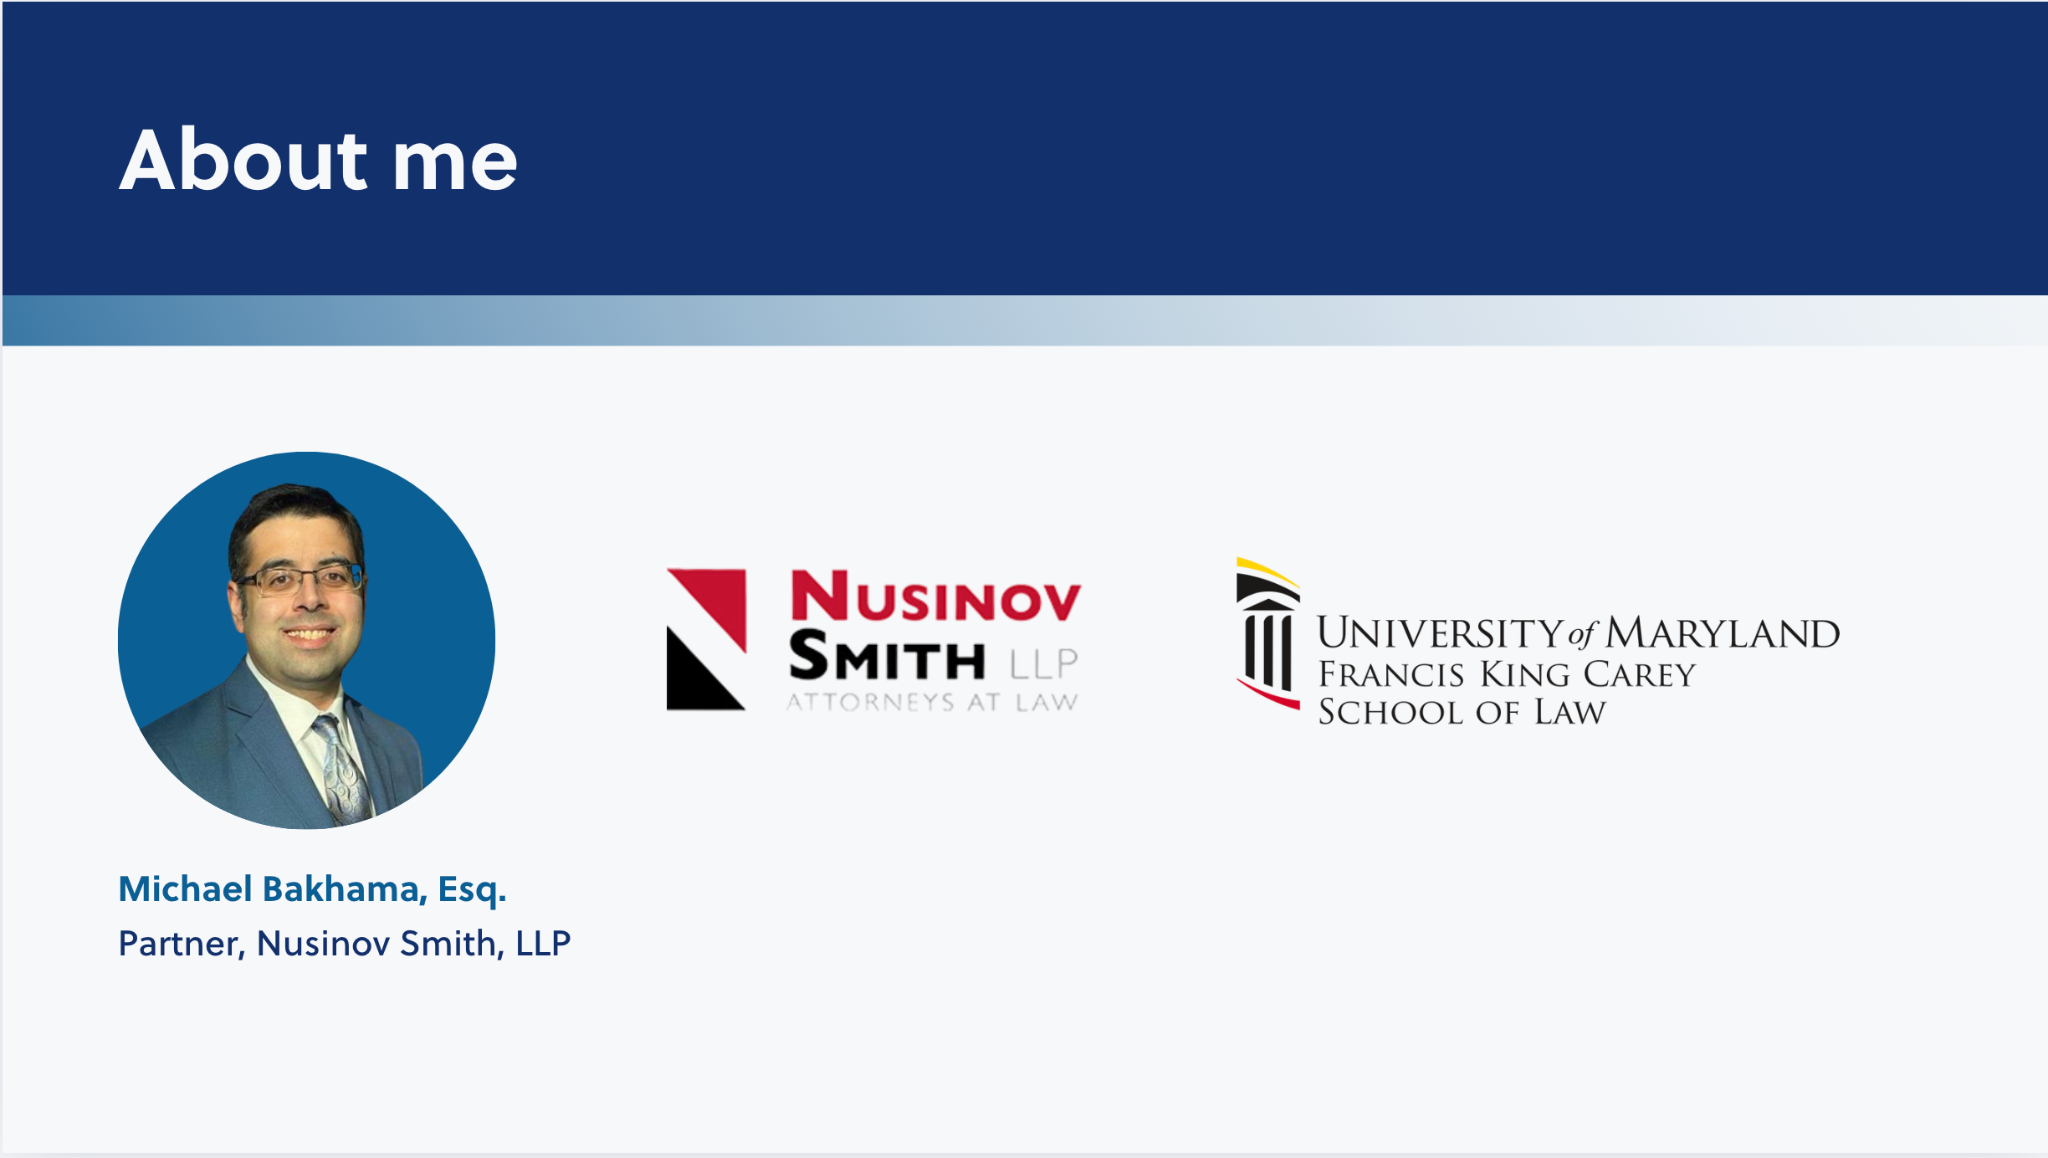 About me
Michael Bakhama, Esq.
Partner, Nusinov Smith, LLP
NUSINOV
SMITH LLP
ATTORNEYS AT LAW
UNIVERSITY of MARYLAND
FRANCIS KING CAREY
SCHOOL OF LAW